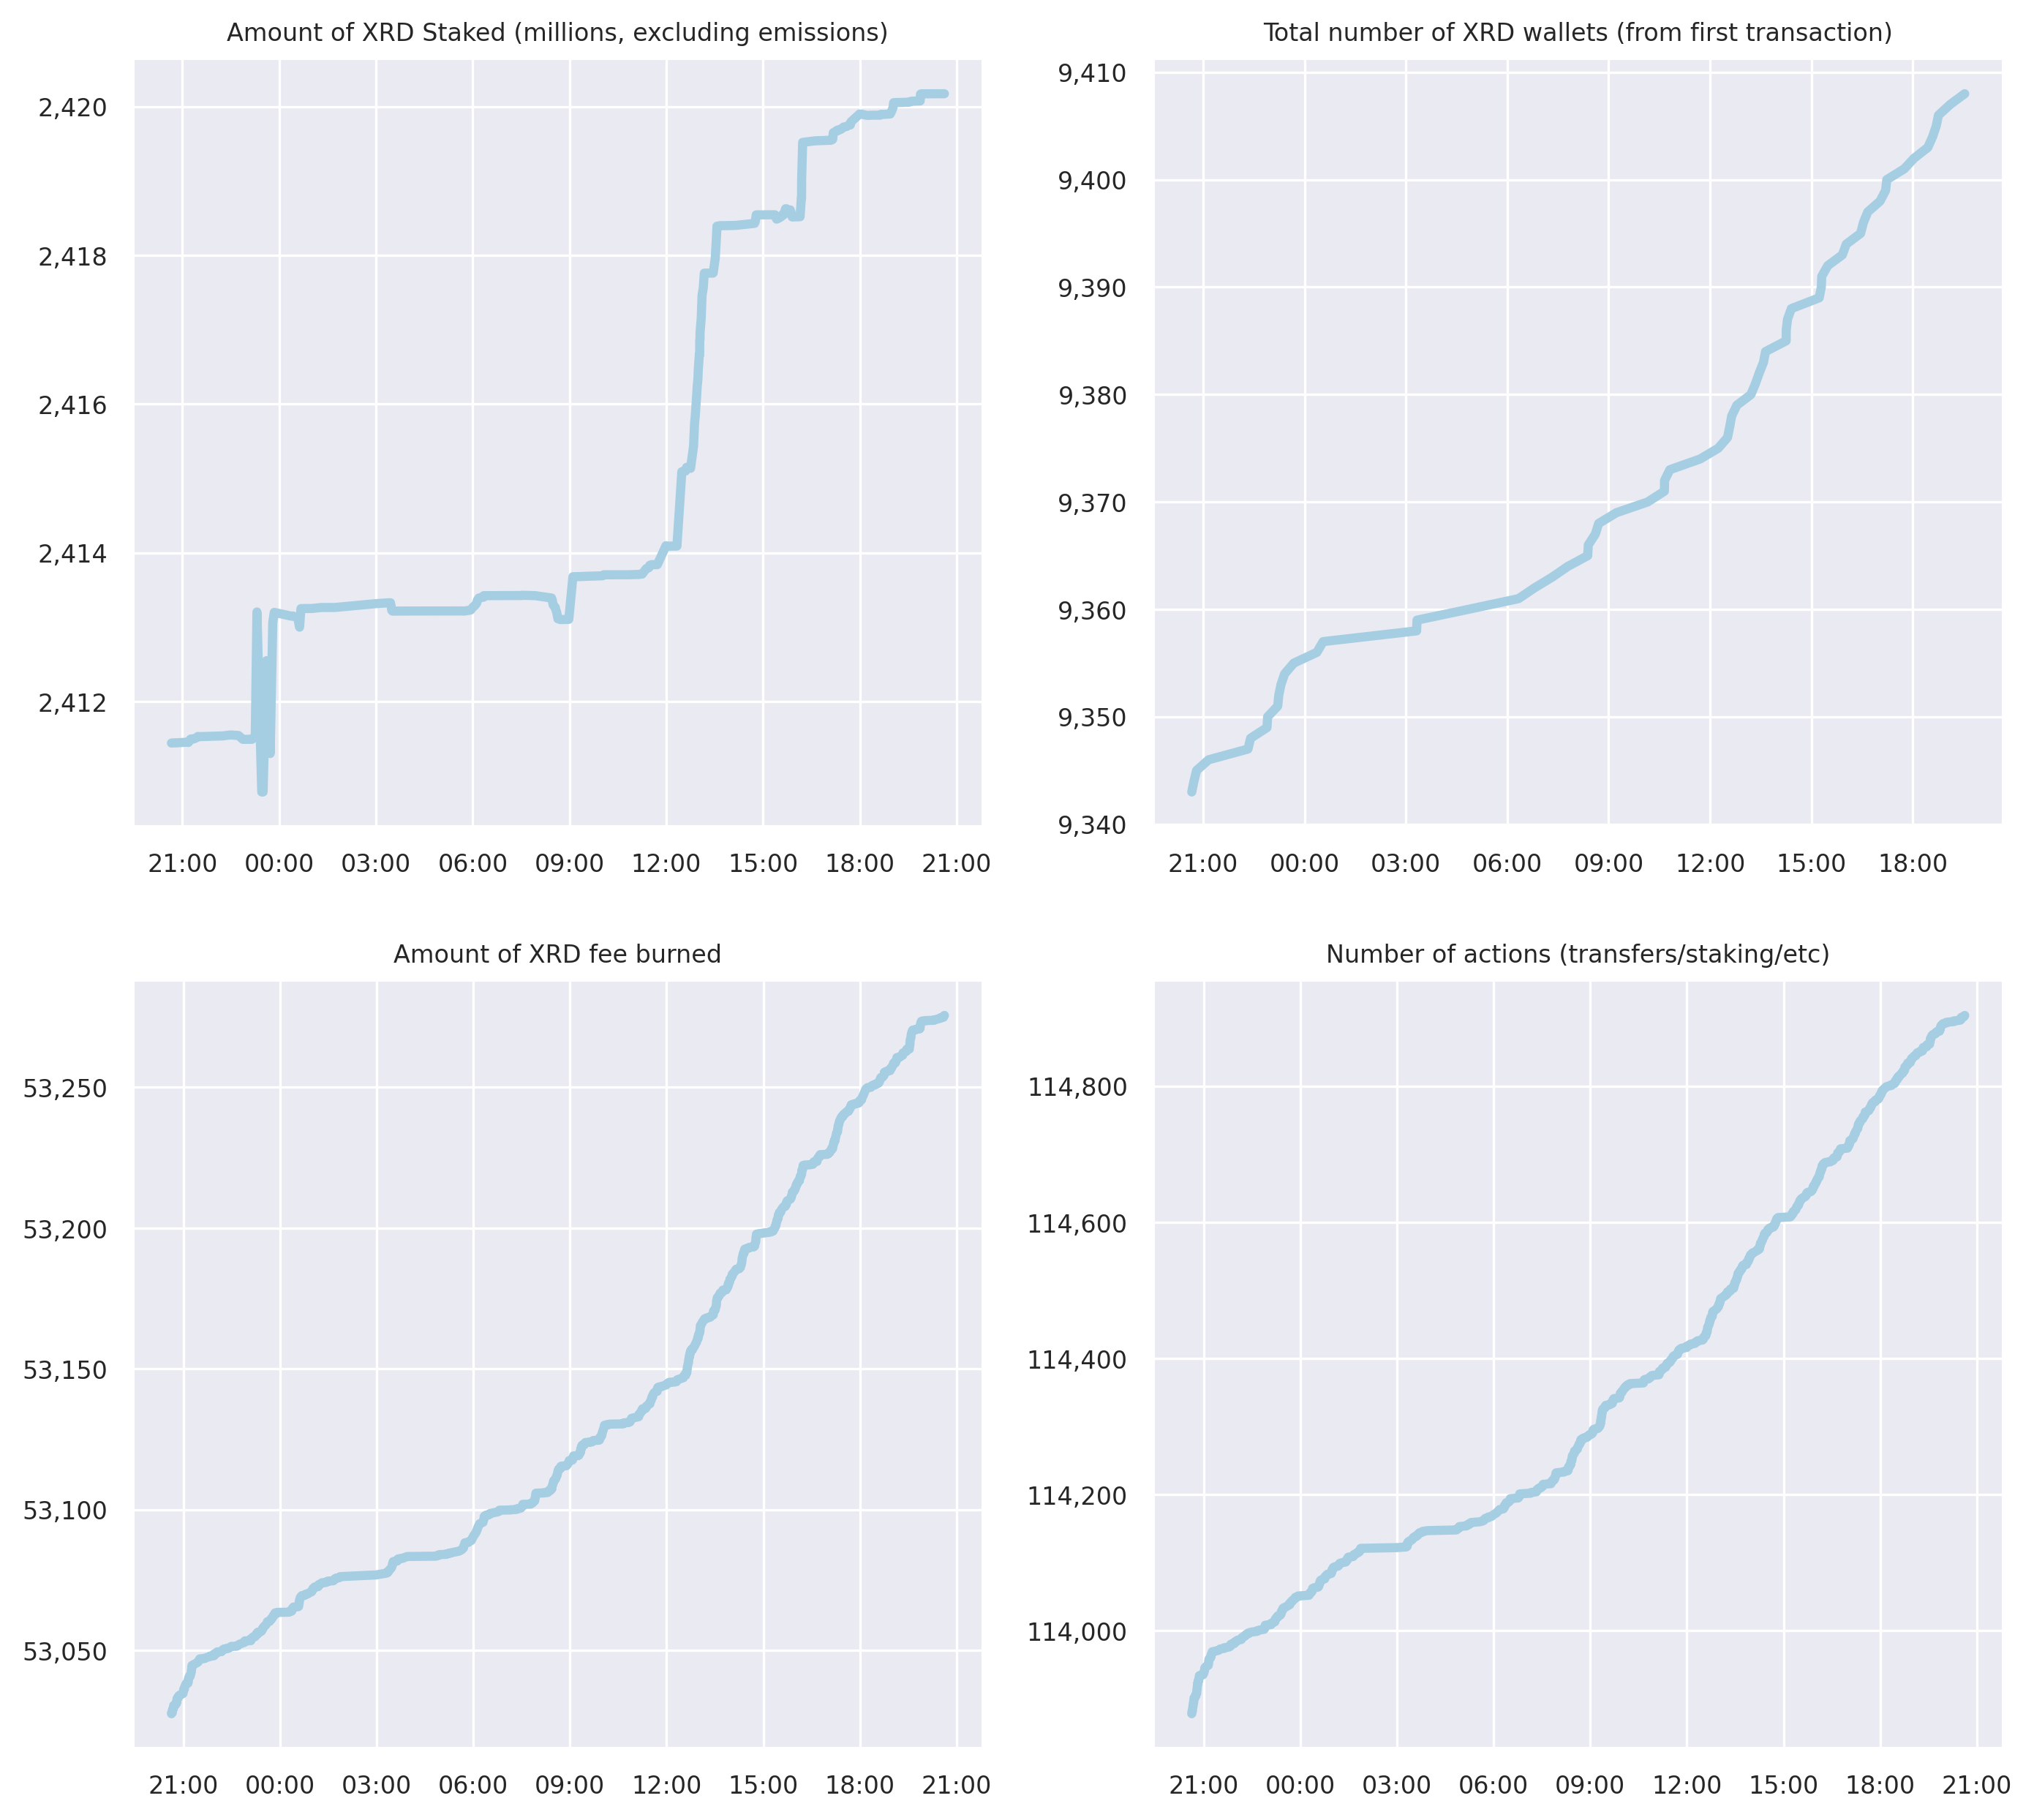 Amount of XRD Staked (millions, excluding emissions)
2,420
2,418
2,416
2,414
2,412
21:00 00:00 03:00 06:00 09:00 12:00 15:00 18:00 21:00
Total number of XRD wallets (from first transaction)
9,410
9,400
9,390
9,380
9,370
9,360
9,350
9,340
21:00 00:00 03:00 06:00 09:00 12:00 15:00 18:00
Amount of XRD fee burned
53,250
53,200
53,150
53,100
53,050
21:00 00:00 03:00 06:00 09:00 12:00 15:00 18:00 21:00
Number of actions (transfers/staking/etc)
114,800
114,600
114,400
114,200
114,000
21:00 00:00 03:00 06:00 09:00 12:00 15:00 18:00 21:00